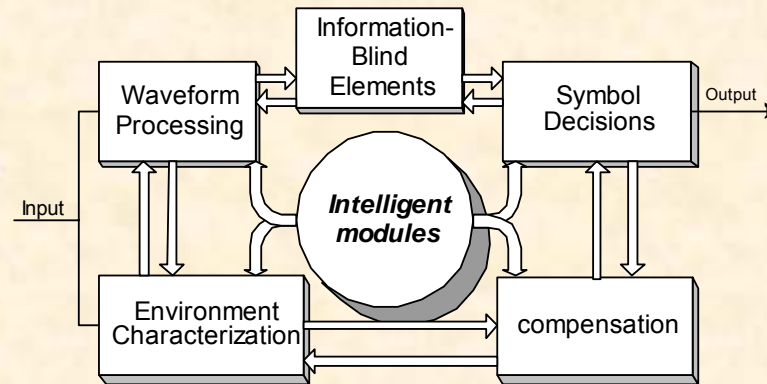 Information-
Blind
Elements
Waveform
Processing
Symbol
Decisions
Output
Input
Intelligent
modules
Environment
Characterization
compensation